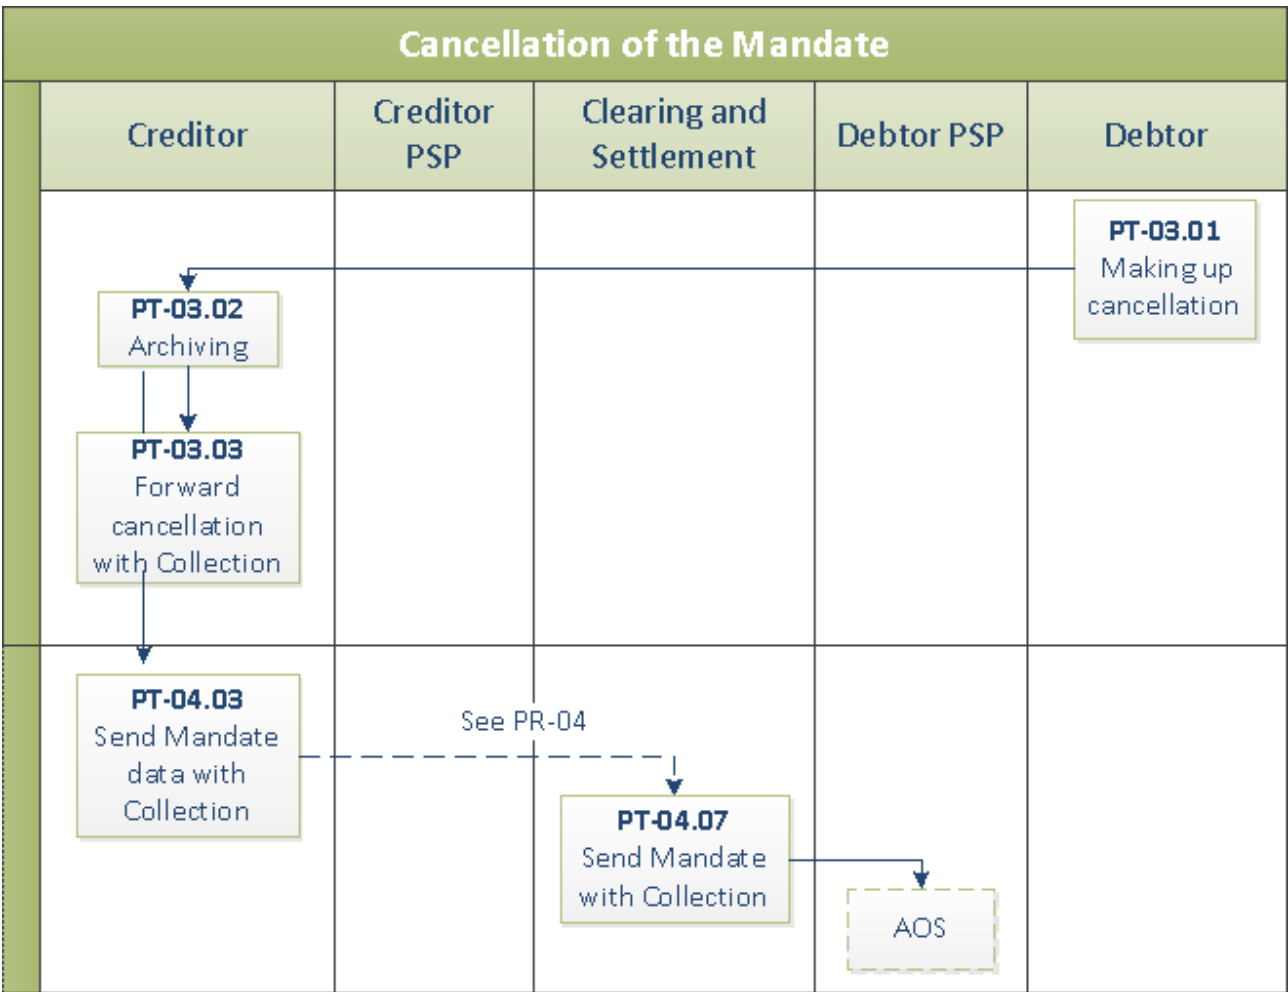 Cancellation of the Mandate
Creditor
Creditor
PSP
Clearing and
Settlement
Debtor PSP
Debtor
PT-03.01
Making up
cancellation
PT-03.02
Archiving
PT-03.03
Forward
cancellation
with Collection
PT-04.03
Send Mandate
data with
Collection
See PR-04
PT-04.07
Send Mandate
with Collection
AOS